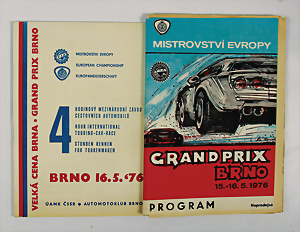 VELKÁ CENA BRNA · GRAND PRIX BRNO
MISTROVSTVÍ EVROPY
EUROPEAN CHAMPIONSHIP
EUROPAMEISTERSCHAFT
4
HODINOVÝ MEZINÁRODNÍ ZÁVOD
CESTOVNÍCH AUTOMOBILŮ
HOUR INTERNATIONAL
TOURING-CAR-RACE
STUNDEN RENNEN
FÜR TOURENWAGEN
BRNO 16.5.·76
ÚAMK ČSSR · AUTOMOTOKLUB BRNO
MISTROVSTVÍ EVROPY
GRAND PRIX
BRNO
15.-16. 5. 1976
PROGRAM
Neprodejné